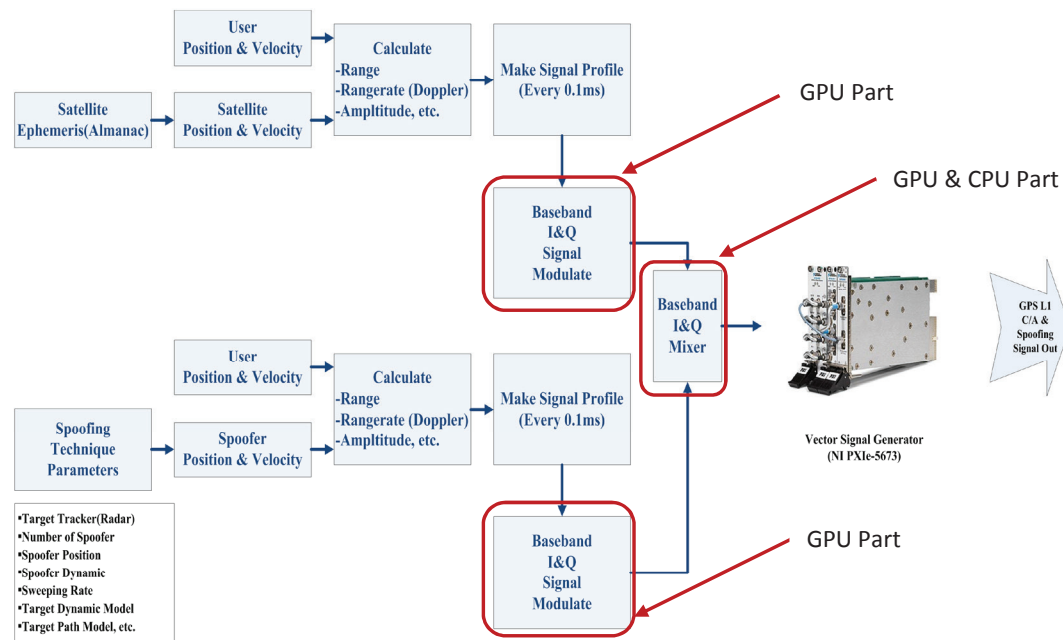 User
Position & Velocity
Calculate
-Range
-Rangerate (Doppler)
-Ampltitude, etc.
Make Signal Profile
(Every 0.1ms)
GPU Part
Satellite
Ephemeris(Almanac)
Satellite
Position & Velocity
GPU & CPU Part
Baseband
I&Q
Signal
Modulate
Baseband
I&Q
Mixer
GPS L1
C/A &
Spoofing
Signal Out
User
Position & Velocity
Calculate
-Range
-Rangerate (Doppler)
-Ampltitude, etc.
Make Signal Profile
(Every 0.1ms)
Vector Signal Generator
(NI PXIe-5673)
Spoofing
Technique
Parameters
Spoofer
Position & Velocity
▪Target Tracker(Radar)
▪Number of Spoofer
▪Spoofer Position
▪Spoofer Dynamic
▪Sweeping Rate
▪Target Dynamic Model
▪Target Path Model, etc.
Baseband
I&Q
Signal
Modulate
GPU Part